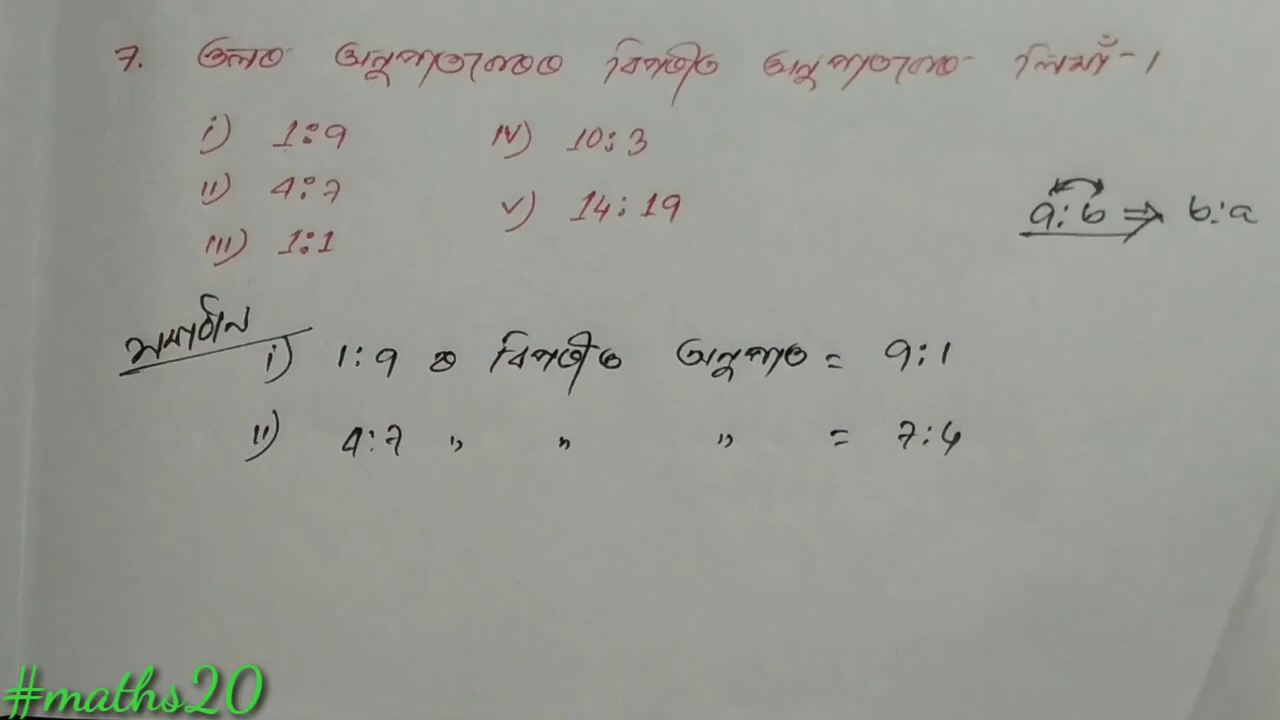 7. তলত অনুপাতবোৰৰ বিপৰীত অনুপাতবোৰ লিখাঁ-।
i) 1:9 iv) 10:3
ii) 4:7 v) 14:19
iii) 1:1
a:b ⇒ b:a
সমাধান
i) 1:9 ৰ বিপৰীত অনুপাত = 9:1
ii) 4:7 " " " = 7:4
#maths20